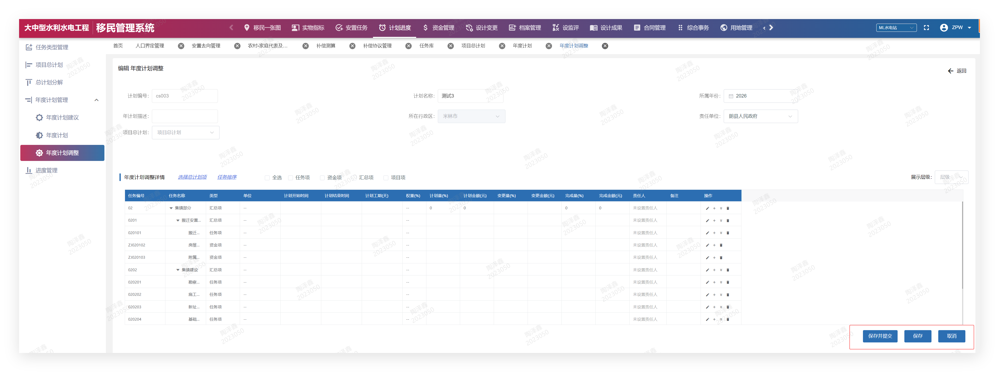 大中型水利水电工程 移民管理系统 移民一张图 实物指标 安置任务 计划进度 资金管理 设计变更 档案管理 设监评 设计成果 合同管理 综合事务 用地管理 ML水电站 ZPW
首页 人口界定管理 安置去向管理 农村-家庭代表及... 补偿测算 补偿协议管理 任务库 项目总计划 年度计划 年度计划调整
任务类型管理
项目总计划
总计划分解
年度计划管理
年度计划建议
年度计划
年度计划调整
进度管理
编辑 年度计划调整
返回
计划编号: cs003 计划名称: 测试3 所属年份: 2026
年计划描述: 所在行政区: 米林市 责任单位: 朗县人民政府
项目总计划: 项目总计划
年度计划调整详情 选择总计划项 任务排序 全选 任务项 资金项 汇总项 项目项 展示层级: 层级
任务编号 任务名称 类型 单位 计划开始时间 计划结束时间 计划工期(天) 权重(%) 计划量(%) 计划金额(元) 变更量(%) 变更金额(元) 完成量(%) 完成金额(元) 责任人 备注 操作
02 集镇部分 汇总项 -- -- 0 0 0 0 未设置责任人
0201 搬迁安置... 汇总项 -- -- 未设置责任人
020101 搬迁... 任务项 -- -- 未设置责任人
ZJ020102 房屋... 资金项 -- -- 未设置责任人
ZJ020103 附属... 资金项 -- -- 未设置责任人
0202 集镇建设 汇总项 -- -- 未设置责任人
020201 勘察... 任务项 -- -- 未设置责任人
020202 施工... 任务项 -- -- 未设置责任人
020203 新址... 任务项 -- -- 未设置责任人
020204 基础... 任务项 -- -- 未设置责任人
保存并提交 保存 取消
陶泽鑫
2023050